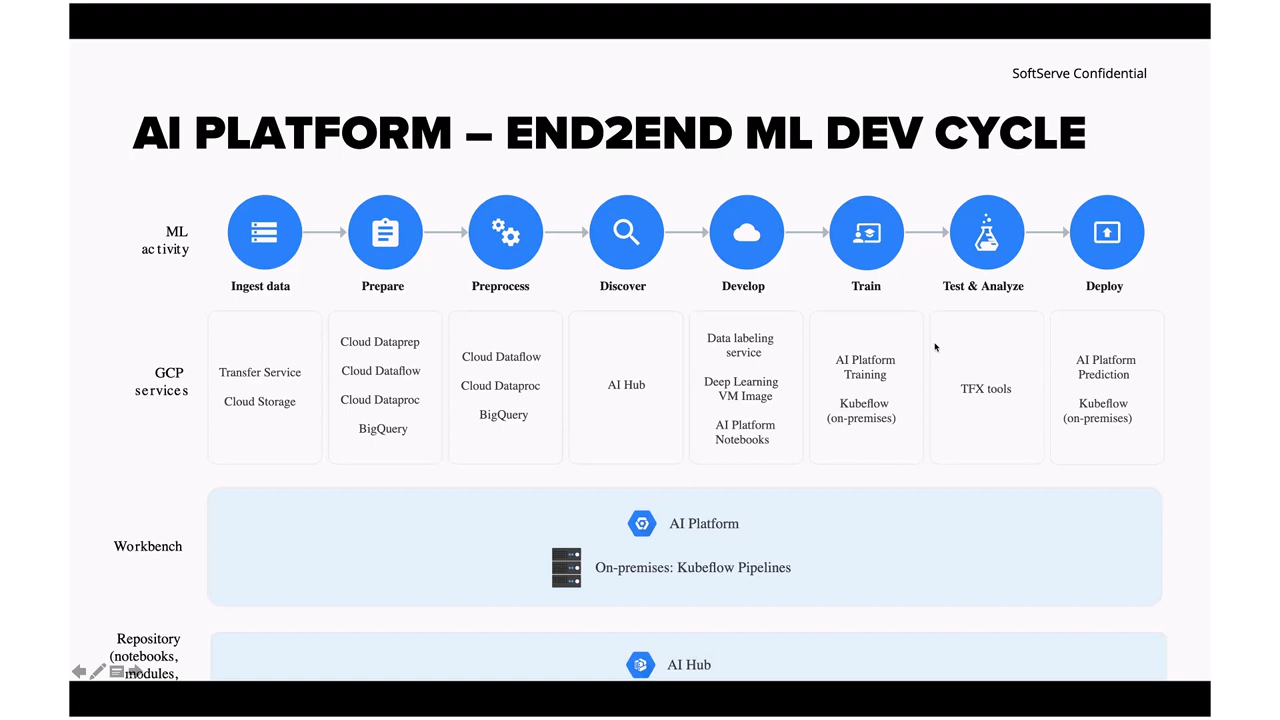 SoftServe Confidential
AI PLATFORM – END2END ML DEV CYCLE
ML
activity
Ingest data
Prepare
Preprocess
Discover
Develop
Train
Test & Analyze
Deploy
GCP
services
Transfer Service
Cloud Storage
Cloud Dataprep
Cloud Dataflow
Cloud Dataproc
BigQuery
Cloud Dataflow
Cloud Dataproc
BigQuery
AI Hub
Data labeling
service
Deep Learning
VM Image
AI Platform
Notebooks
AI Platform
Training
Kubeflow
(on-premises)
TFX tools
AI Platform
Prediction
Kubeflow
(on-premises)
Workbench
AI Platform
On-premises: Kubeflow Pipelines
Repository
(notebooks,
modules,
AI Hub